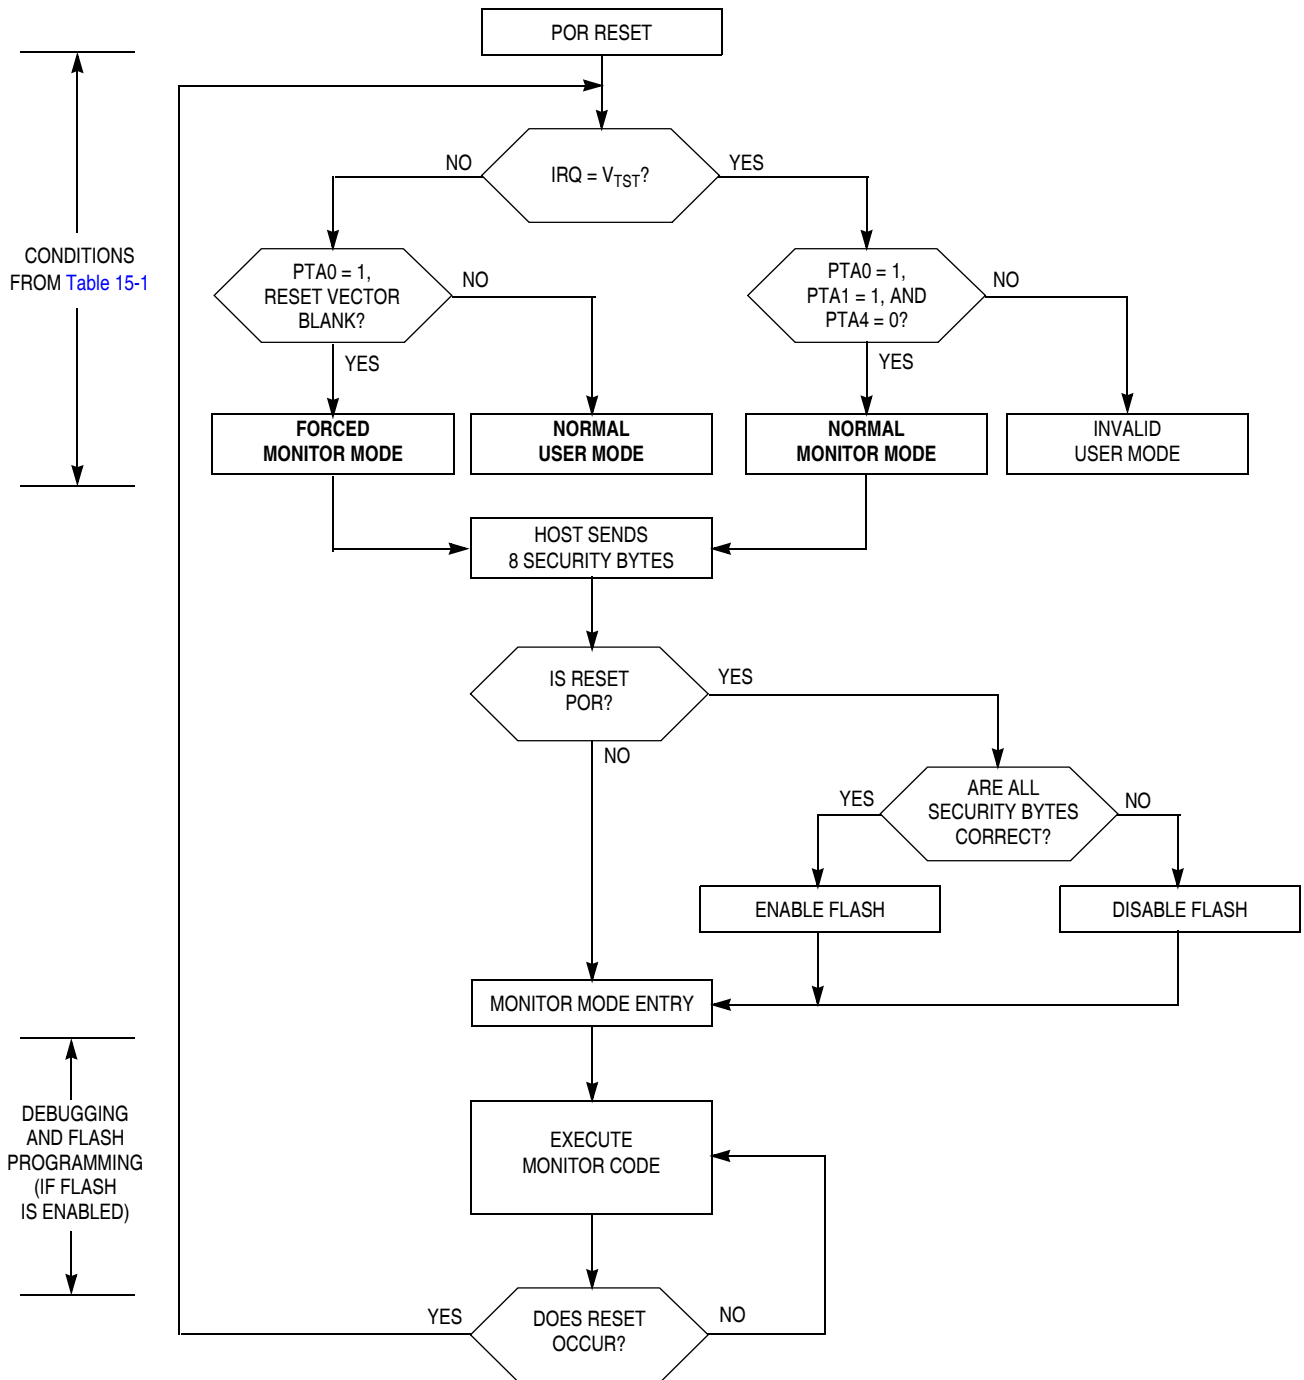 POR RESET
IRQ = VTST?
NO
YES
CONDITIONS
FROM Table 15-1
PTA0 = 1,
RESET VECTOR
BLANK?
NO
YES
PTA0 = 1,
PTA1 = 1, AND
PTA4 = 0?
NO
YES
FORCED
MONITOR MODE
NORMAL
USER MODE
NORMAL
MONITOR MODE
INVALID
USER MODE
HOST SENDS
8 SECURITY BYTES
IS RESET
POR?
YES
NO
ARE ALL
SECURITY BYTES
CORRECT?
YES
NO
ENABLE FLASH
DISABLE FLASH
MONITOR MODE ENTRY
DEBUGGING
AND FLASH
PROGRAMMING
(IF FLASH
IS ENABLED)
EXECUTE
MONITOR CODE
DOES RESET
OCCUR?
YES
NO